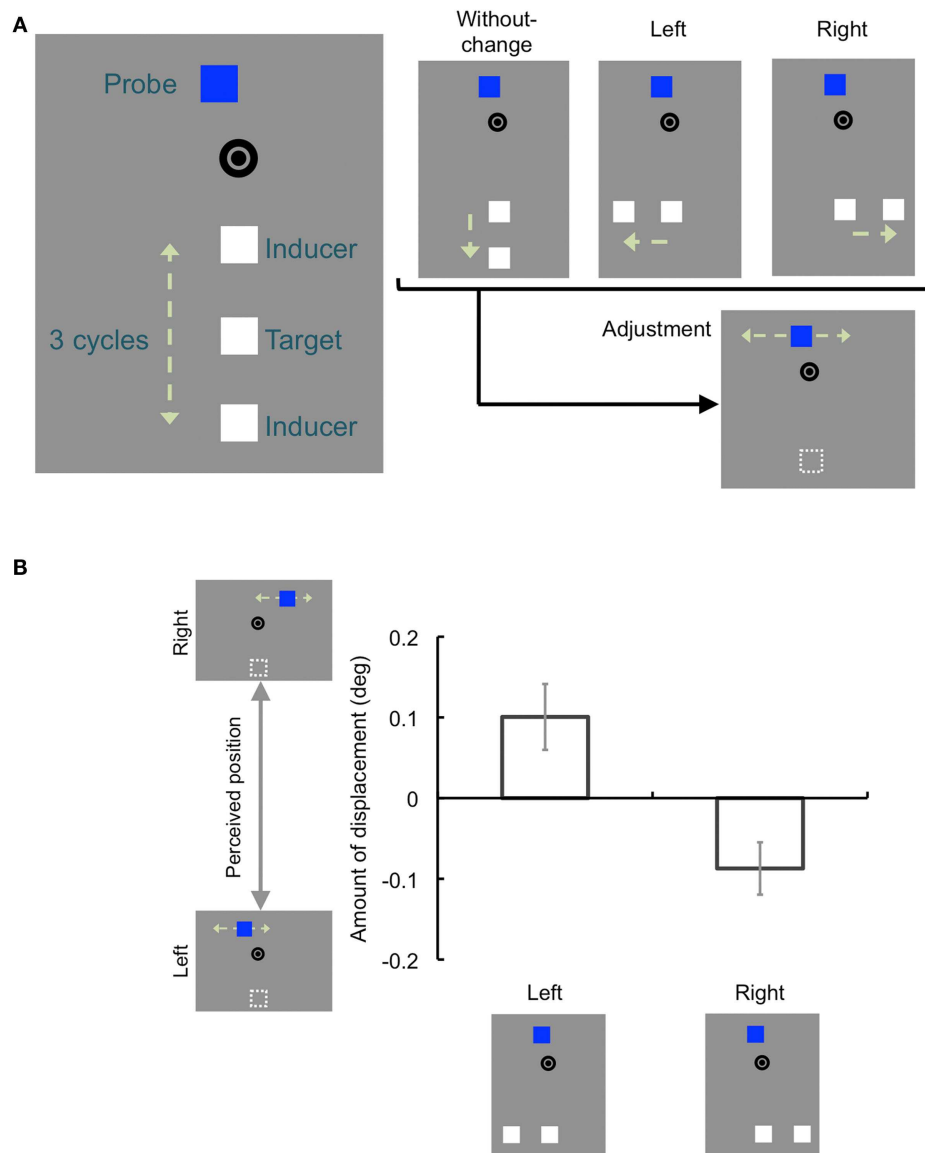 A
Without-
change
Left
Right
Probe
Inducer
3 cycles
Target
Inducer
Adjustment
B
Right
Perceived position
Left
Amount of displacement (deg)
0.2
0.1
0
-0.1
-0.2
Left
Right